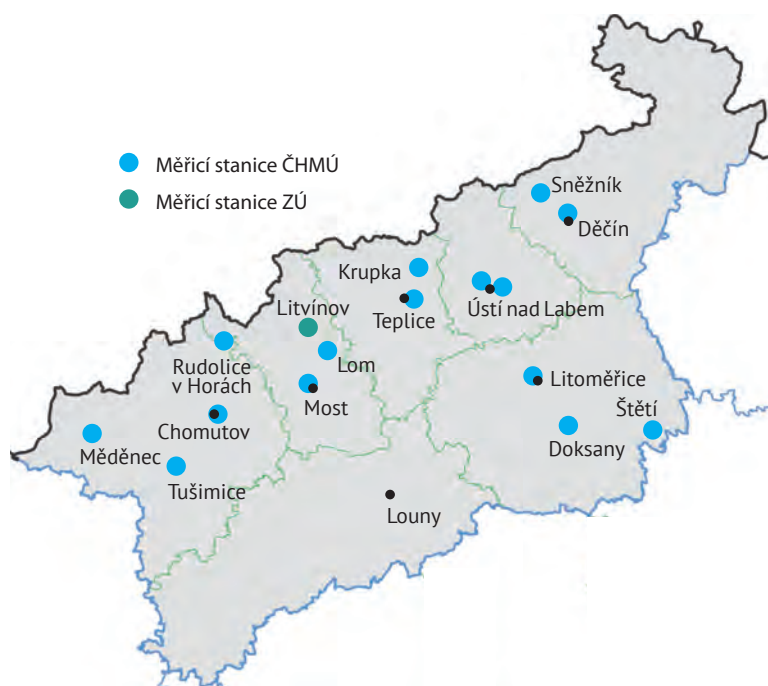 Měřicí stanice ČHMÚ
Měřicí stanice ZÚ
Sněžník
Děčín
Krupka
Ústí nad Labem
Teplice
Litvínov
Lom
Rudolice
v Horách
Most
Litoměřice
Štětí
Chomutov
Doksany
Měděnec
Tušimice
Louny